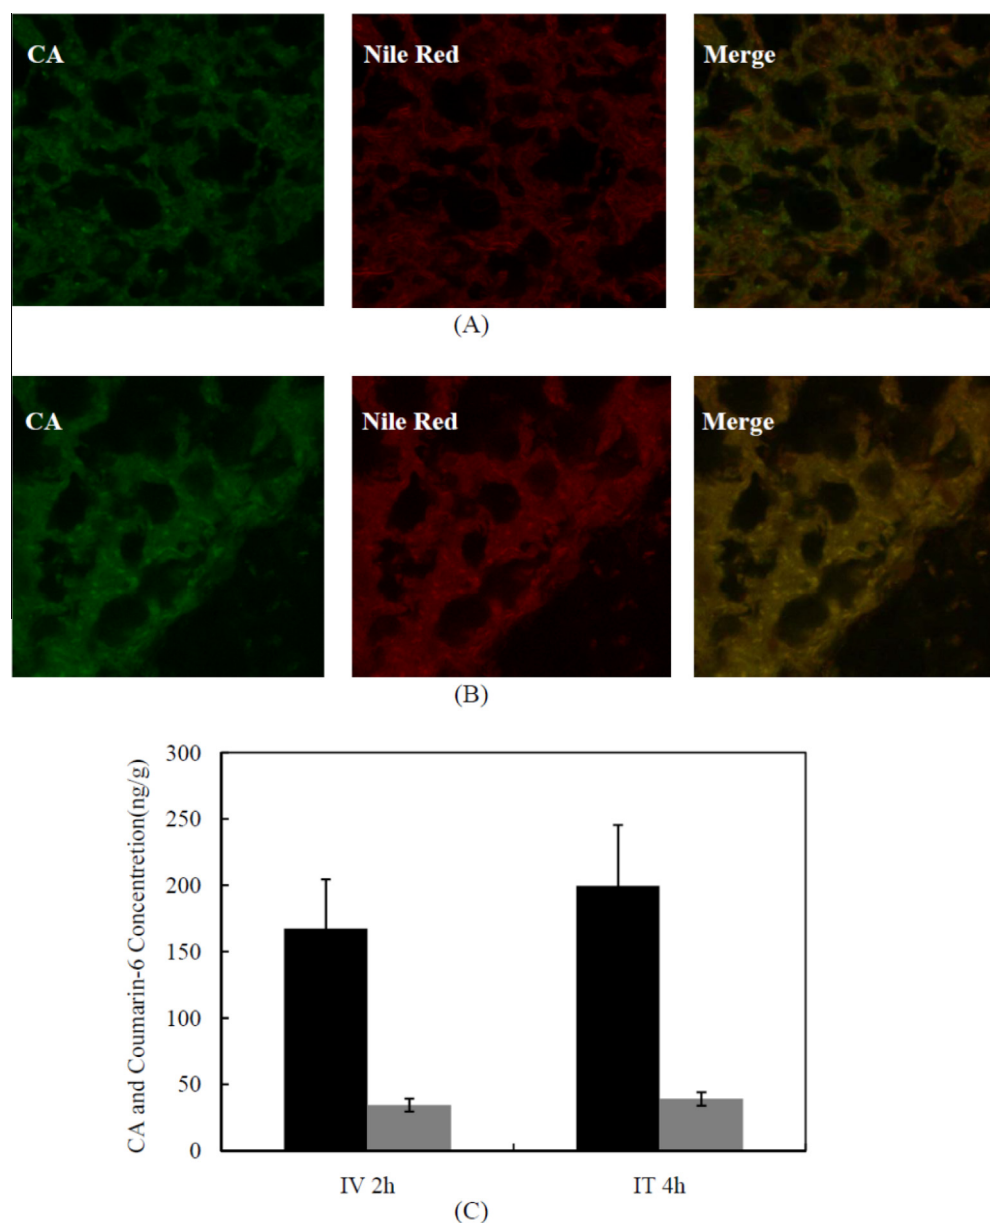 CA Nile Red Merge
(A)
CA Nile Red Merge
(B)
CA and Coumarin-6 Concentretion(ng/g)
300
250
200
150
100
50
0
IV 2h IT 4h
(C)